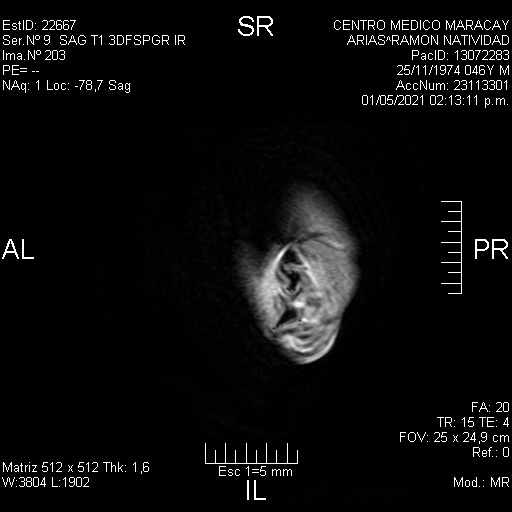 EstID: 22667
Ser.Nº 9 SAG T1 3DFSPGR IR
Ima.Nº 203
PE= --
NAq: 1 Loc: -78,7 Sag
SR
CENTRO MEDICO MARACAY
ARIAS^RAMON NATIVIDAD
PacID: 13072283
25/11/1974 046Y M
AccNum: 23113301
01/05/2021 02:13:11 p.m.
AL
PR
FA: 20
TR: 15 TE: 4
FOV: 25 x 24,9 cm
Ref.: 0
Mod.: MR
Matriz 512 x 512 Thk: 1,6
W:3804 L:1902
Esc 1=5 mm
IL